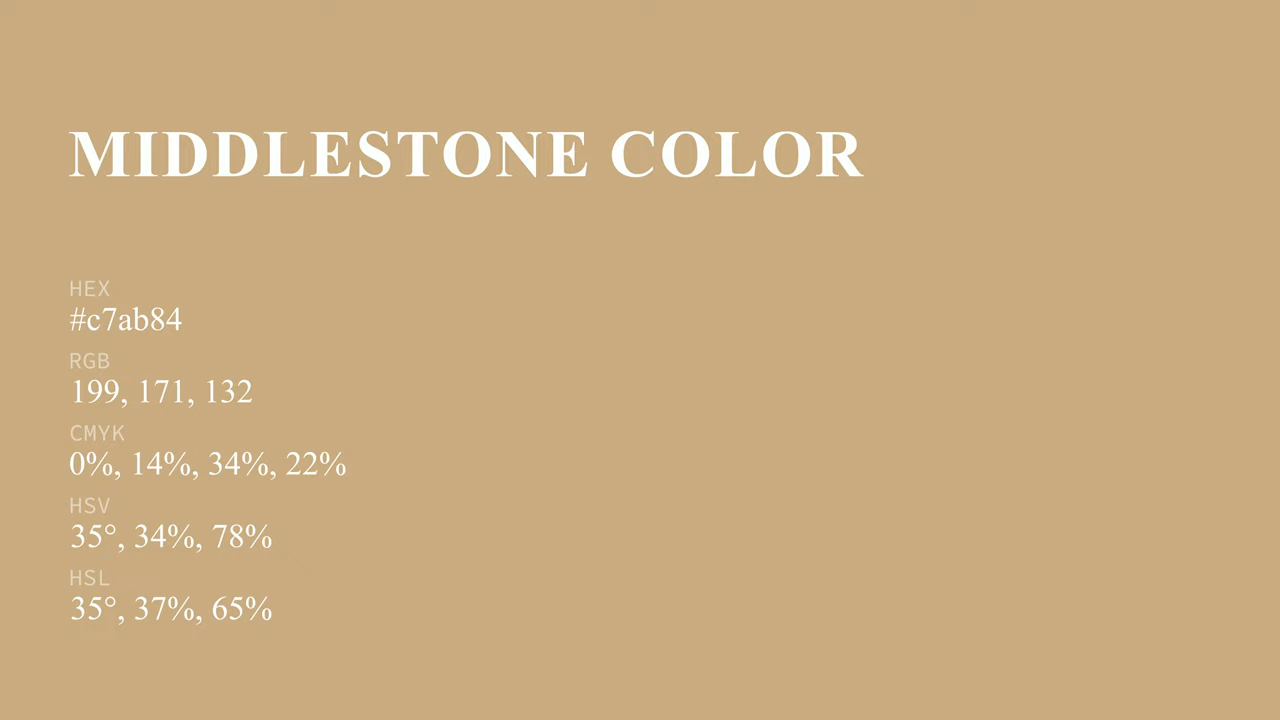 MIDDLESTONE COLOR
HEX
#c7ab84
RGB
199, 171, 132
CMYK
0%, 14%, 34%, 22%
HSV
35°, 34%, 78%
HSL
35°, 37%, 65%